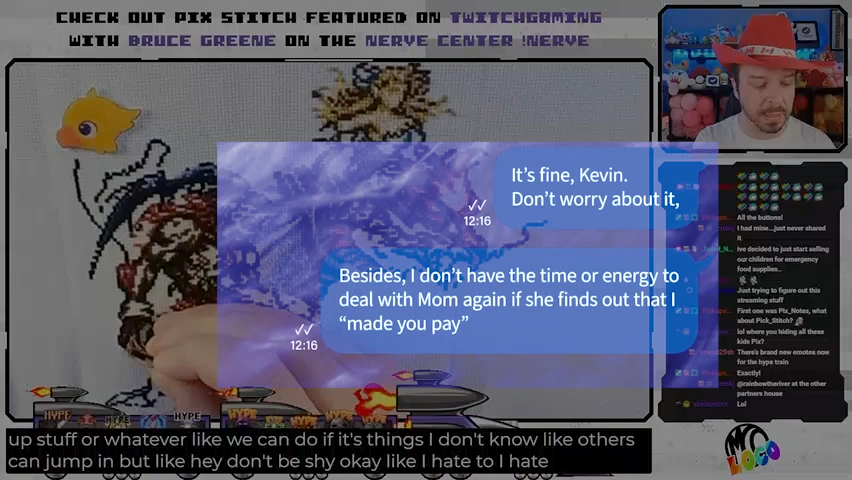 CHECK OUT PIX STITCH FEATURED ON TWITCHGAMING
WITH BRUCE GREENE ON THE NERVE CENTER !NERVE
It's fine, Kevin.
Don't worry about it,
12:16
Besides, I don't have the time or energy to
deal with Mom again if she finds out that I
“made you pay”
12:16
All the buttons!
I had mine...just never shared
it
ive decided to just start selling
our children for emergency
food supplies..
Just trying to figure out this
streaming stuff
First one was Pix_Notes, what
about Pick_Stitch?
lol where you hiding all these
kids Pix?
There's brand new emotes now
for the hype train
Exactly!
@rainbowtheriver at the other
partners house
Lol
HYPE
HYPE
HYPE
up stuff or whatever like we can do if it's things I don't know like others
can jump in but like hey don't be shy okay like I hate to I hate
LOCO